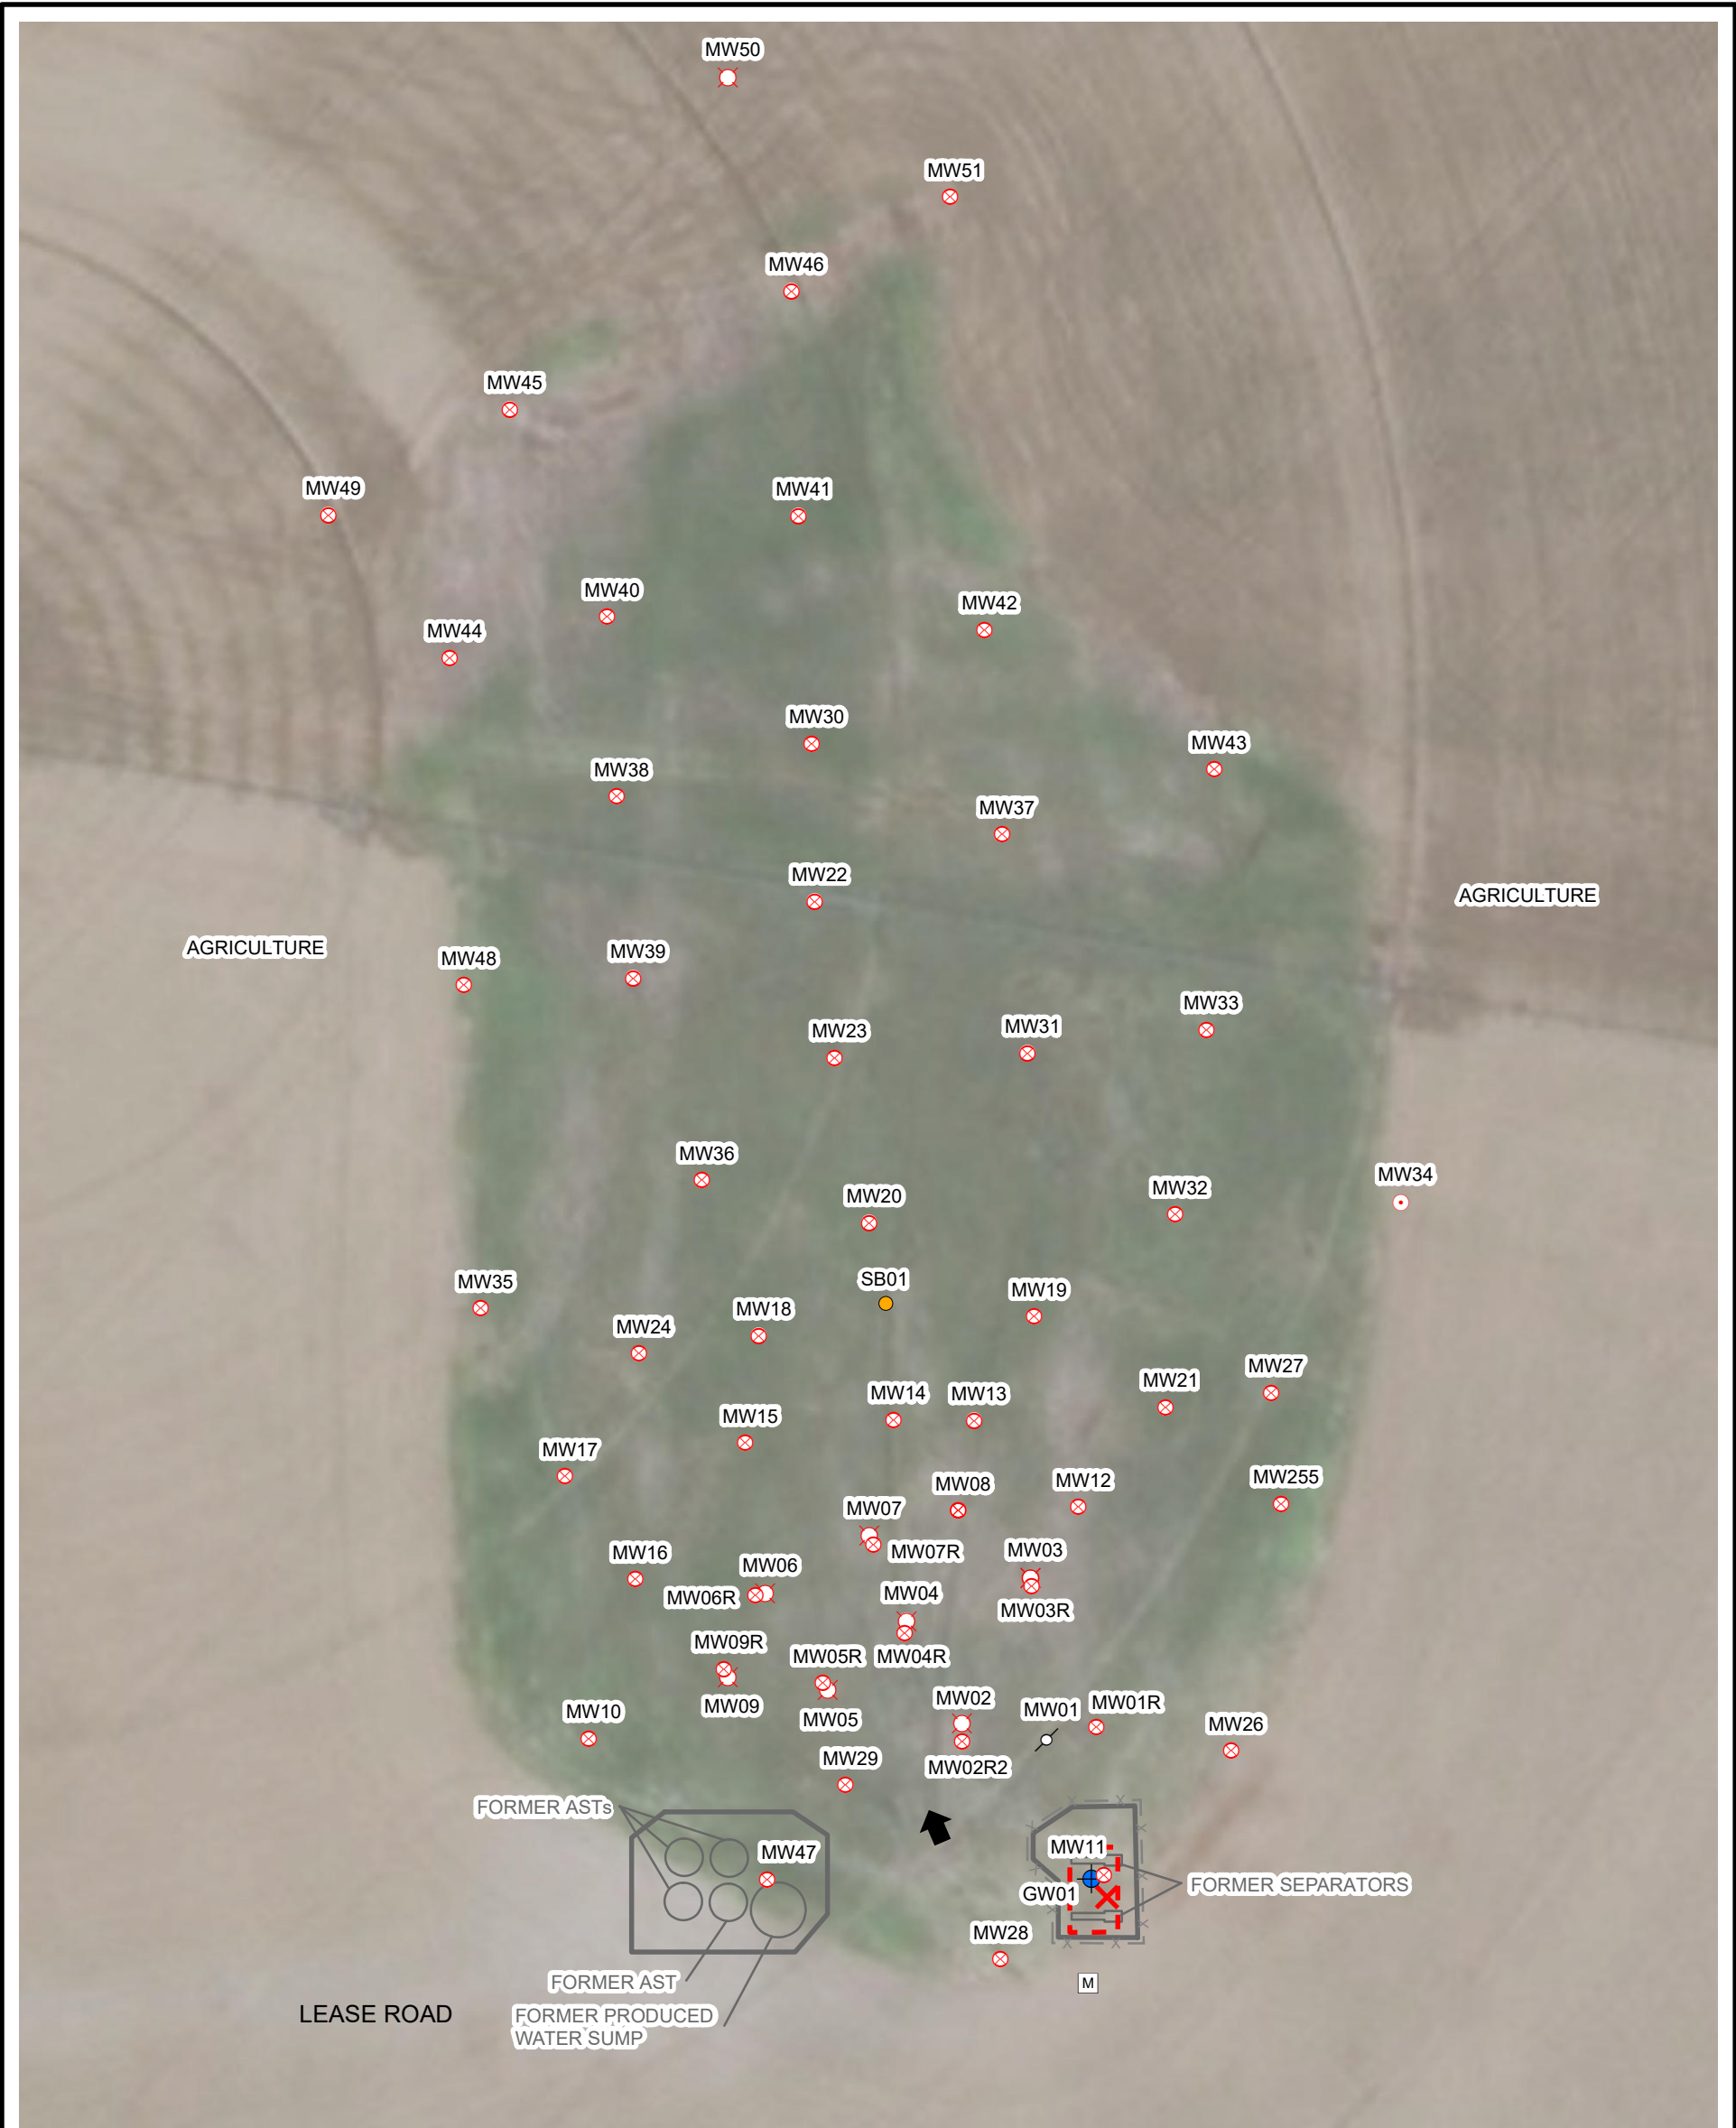 MW50
MW51
MW46
MW45
MW49
MW41
MW40
MW42
MW44
MW30
MW43
MW38
MW37
MW22
AGRICULTURE
AGRICULTURE
MW48
MW39
MW33
MW23
MW31
MW36
MW34
MW20
MW32
SB01
MW35
MW19
MW18
MW24
MW27
MW21
MW14
MW13
MW15
MW17
MW255
MW12
MW08
MW07
MW07R
MW03
MW16
MW06
MW06R
MW04
MW03R
MW09R
MW05R
MW04R
MW02
MW09
MW01R
MW10
MW05
MW01
MW26
MW29
MW02R2
FORMER ASTs
MW47
MW11
FORMER SEPARATORS
GW01
MW28
FORMER AST
M
LEASE ROAD
FORMER PRODUCED
WATER SUMP